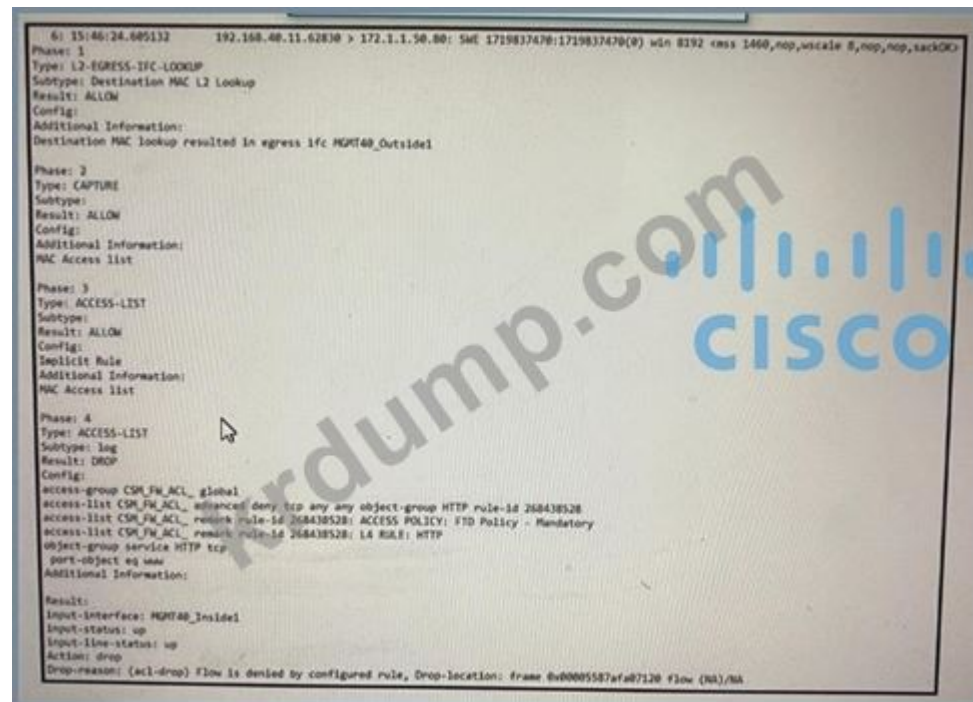 6: 15:46:24.605132 192.168.40.11.62830 > 172.1.1.50.80: SWE 1719837470:1719837470(0) win 8192 <mss 1460,nop,wscale 8,nop,nop,sackOK>
Phase: 1
Type: L2-EGRESS-IFC-LOOKUP
Subtype: Destination MAC L2 Lookup
Result: ALLOW
Config:
Additional Information:
Destination MAC lookup resulted in egress ifc MGMT40_Outside1
Phase: 2
Type: CAPTURE
Subtype:
Result: ALLOW
Config:
Additional Information:
MAC Access list
Phase: 3
Type: ACCESS-LIST
Subtype:
Result: ALLOW
Config:
Implicit Rule
Additional Information:
MAC Access list
Phase: 4
Type: ACCESS-LIST
Subtype: log
Result: DROP
Config:
access-group CSM_FW_ACL_ global
access-list CSM_FW_ACL_ advanced deny tcp any any object-group HTTP rule-id 268438528
access-list CSM_FW_ACL_ remark rule-id 268438528: ACCESS POLICY: FTD Policy - Mandatory
access-list CSM_FW_ACL_ remark rule-id 268438528: L4 RULE: HTTP
object-group service HTTP tcp
port-object eq www
Additional Information:
Result:
input-interface: MGMT40_Inside1
input-status: up
input-line-status: up
Action: drop
Drop-reason: (acl-drop) Flow is denied by configured rule, Drop-location: frame 0x00005587afa07120 flow (NA)/NA
krdump.com
CISCO